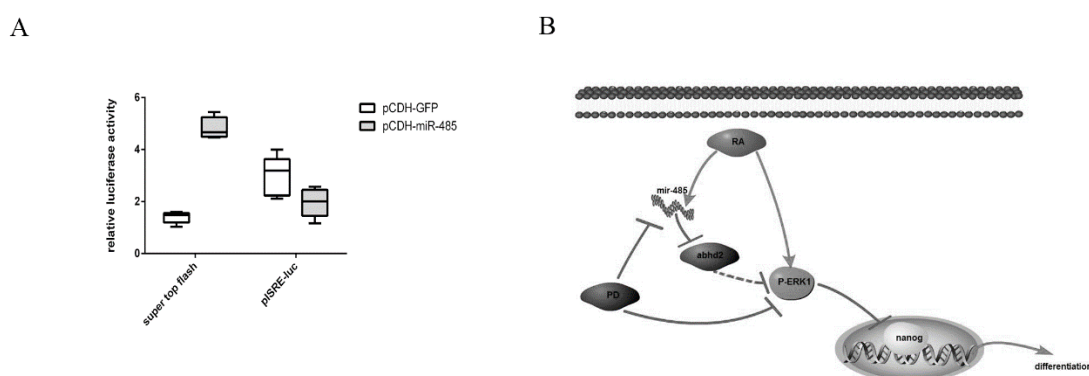 A
B
6
4
2
0
relative luciferase activity
super top flash
pISRE-luc
pCDH-GFP
pCDH-miR-485
RA
mir-485
abhd2
PD
P-ERK1
nanog
differentiation